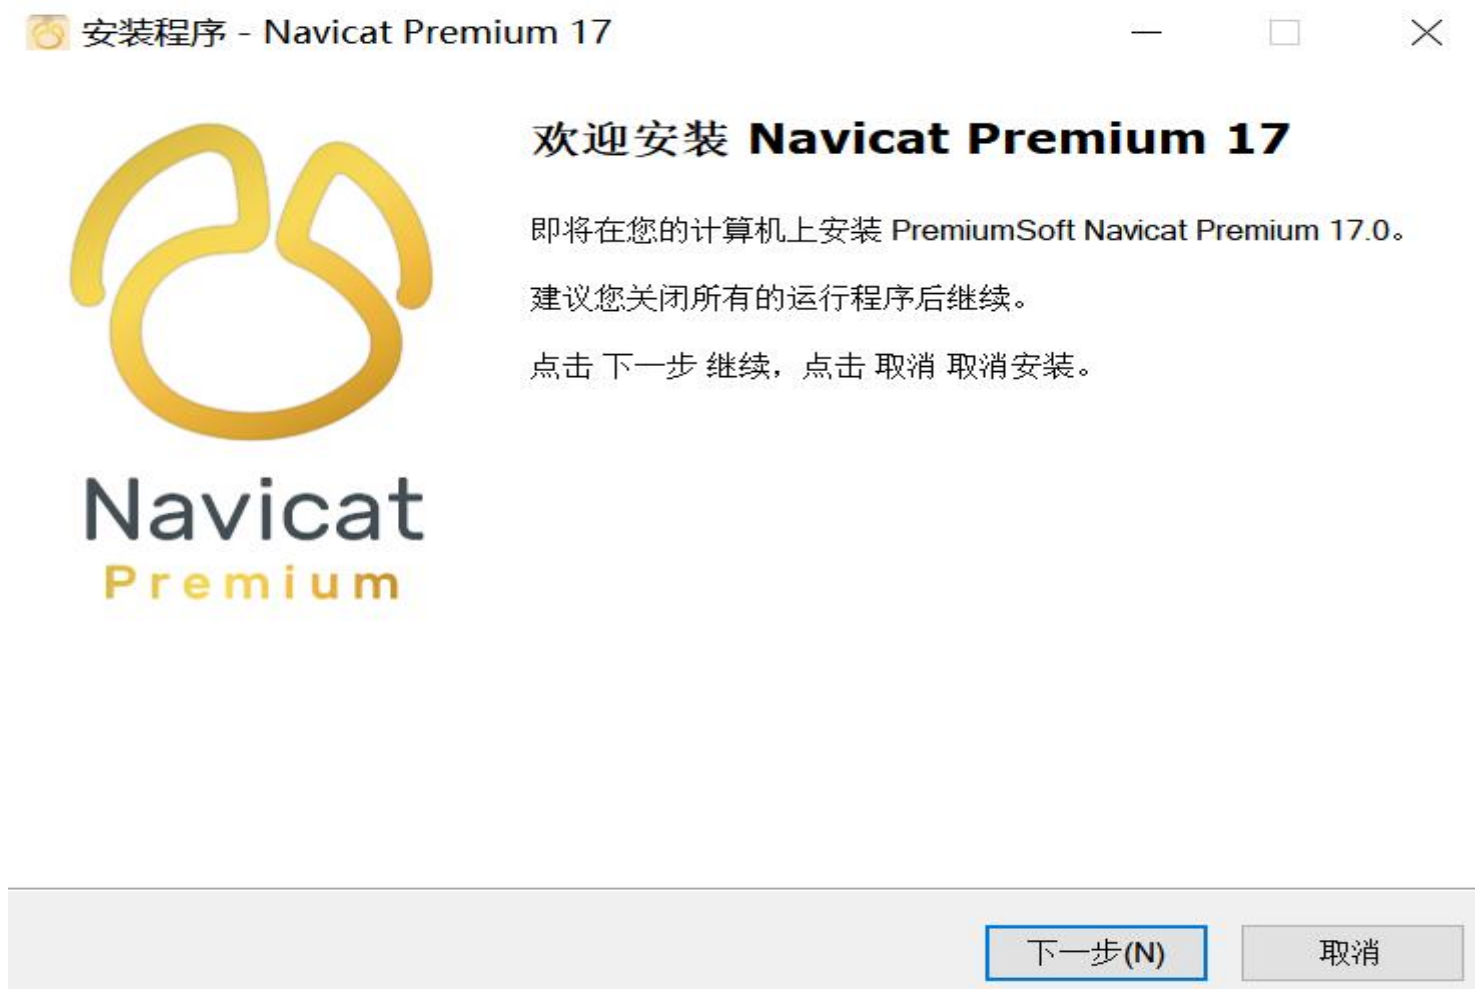 安装程序 - Navicat Premium 17
欢迎安装 Navicat Premium 17
即将在您的计算机上安装 PremiumSoft Navicat Premium 17.0。
建议您关闭所有的运行程序后继续。
点击 下一步 继续，点击 取消 取消安装。
Navicat
Premium
下一步(N)
取消